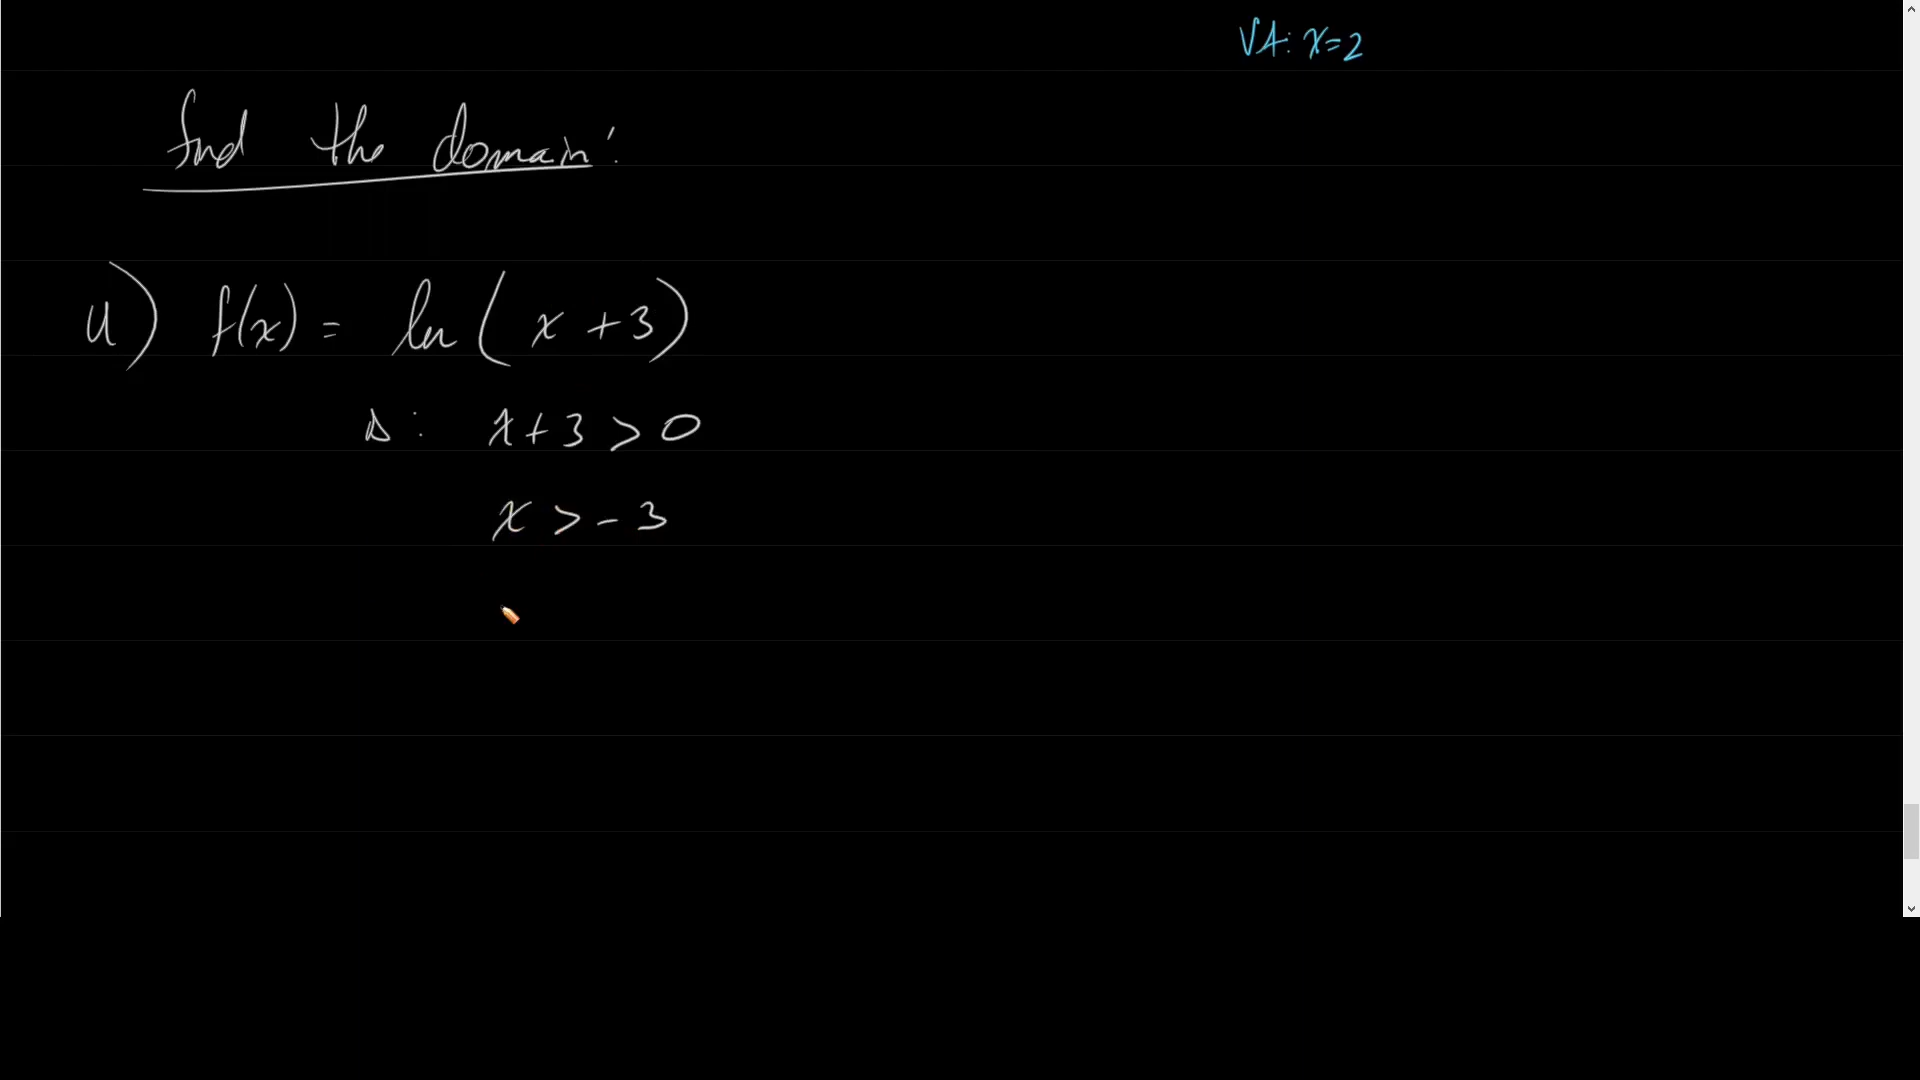 VA: x=2
find the domain:
u) f(x) = ln(x+3)
D: x+3>0
x>-3